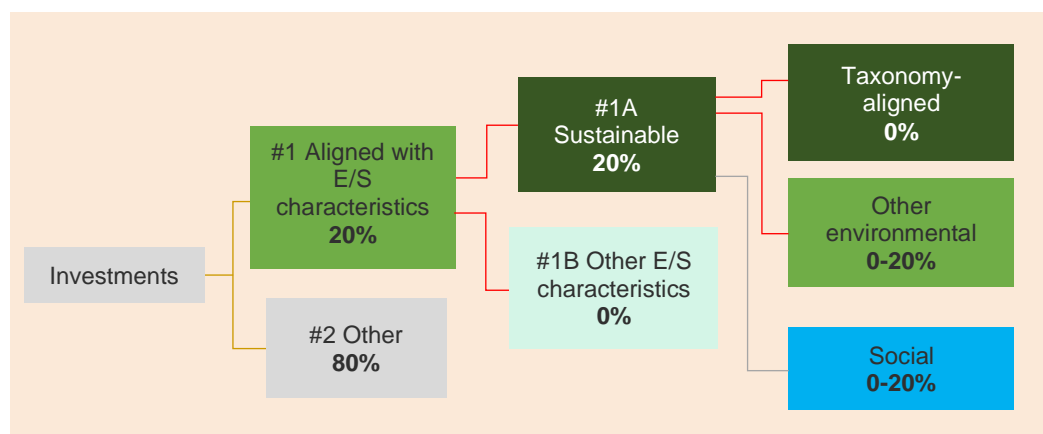 Investments
#1 Aligned with
E/S
characteristics
20%
#2 Other
80%
#1A
Sustainable
20%
#1B Other E/S
characteristics
0%
Taxonomy-
aligned
0%
Other
environmental
0-20%
Social
0-20%